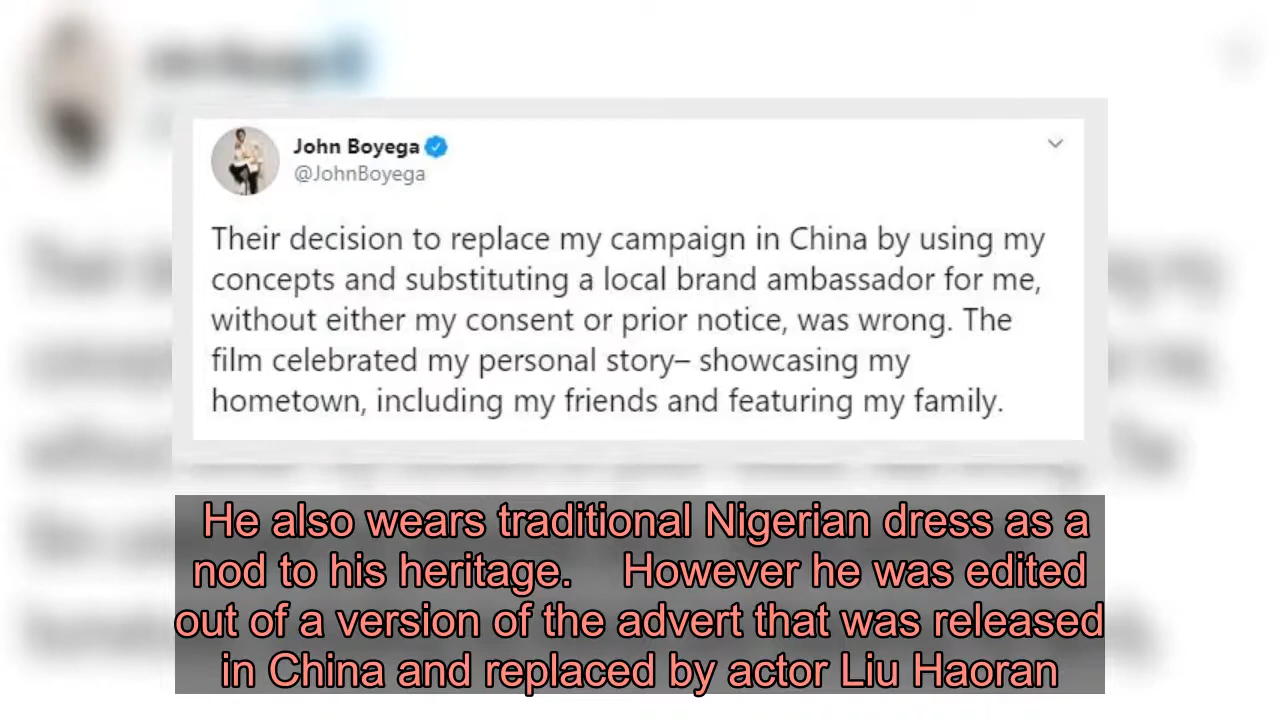 John Boyega
@JohnBoyega
Their decision to replace my campaign in China by using my
concepts and substituting a local brand ambassador for me,
without either my consent or prior notice, was wrong. The
film celebrated my personal story– showcasing my
hometown, including my friends and featuring my family.
He also wears traditional Nigerian dress as a
nod to his heritage. However he was edited
out of a version of the advert that was released
in China and replaced by actor Liu Haoran